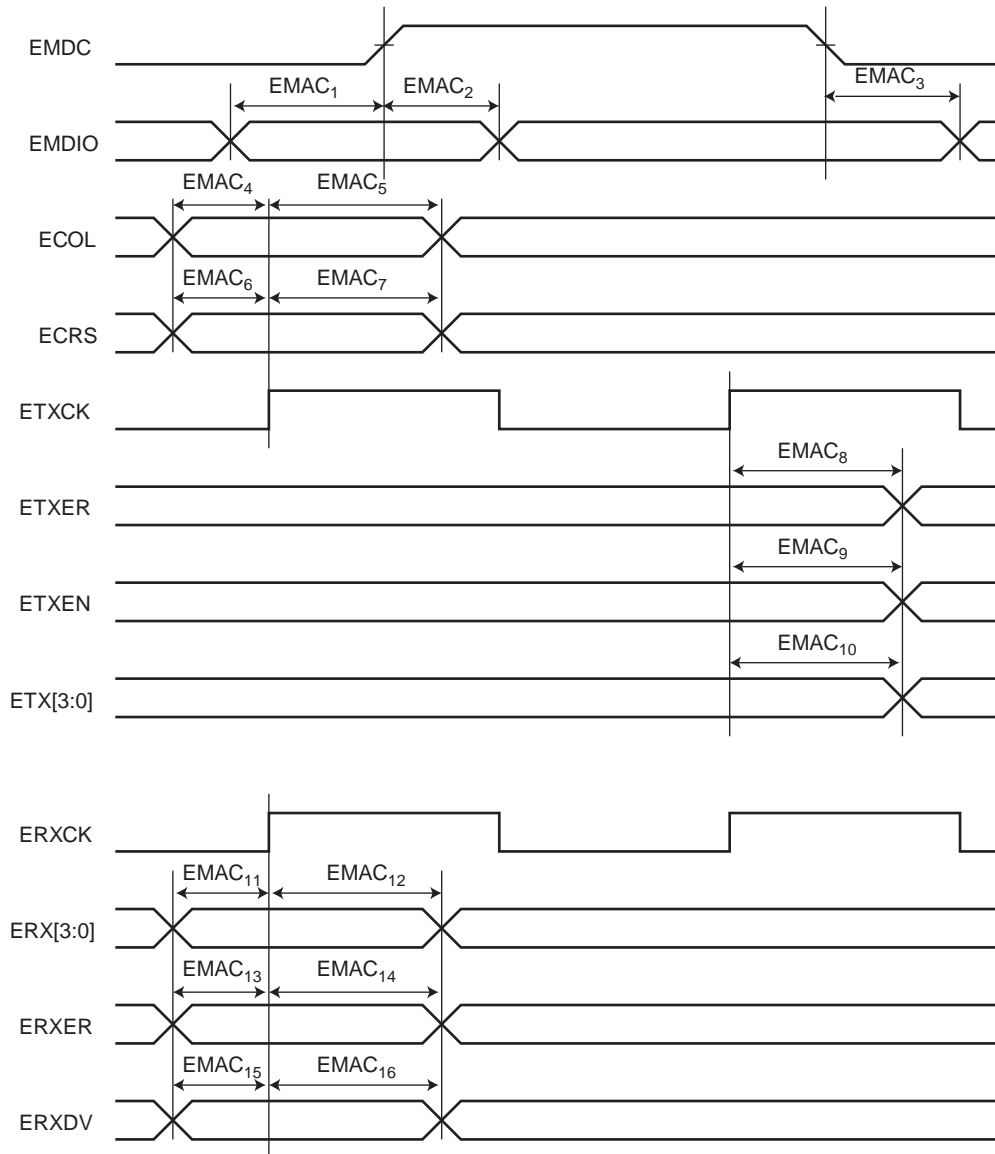 EMDC
EMAC1 EMAC2 EMAC3
EMDIO
EMAC4 EMAC5
ECOL
EMAC6 EMAC7
ECRS
ETXCK
EMAC8
ETXER
EMAC9
ETXEN
EMAC10
ETX[3:0]
ERXCK
EMAC11 EMAC12
ERX[3:0]
EMAC13 EMAC14
ERXER
EMAC15 EMAC16
ERXDV